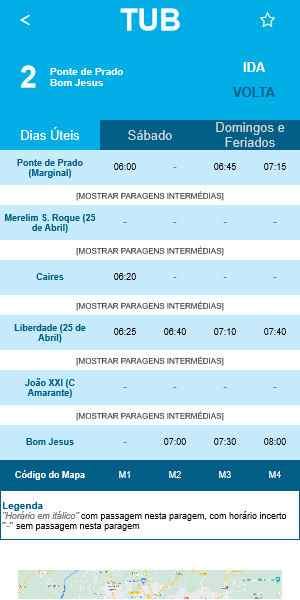 <
TUB
2
Ponte de Prado
Bom Jesus
IDA
VOLTA
Dias Úteis
Sábado
Domingos e
Feriados
Ponte de Prado
(Marginal)
06:00 - 06:45 07:15
[MOSTRAR PARAGENS INTERMÉDIAS]
Merelim S. Roque (25
de Abril)
- - - -
[MOSTRAR PARAGENS INTERMÉDIAS]
Caires
06:20 - - -
[MOSTRAR PARAGENS INTERMÉDIAS]
Liberdade (25 de
Abril)
06:25 06:40 07:10 07:40
[MOSTRAR PARAGENS INTERMÉDIAS]
João XXI (C
Amarante)
- - - -
[MOSTRAR PARAGENS INTERMÉDIAS]
Bom Jesus - 07:00 07:30 08:00
Código do Mapa M1 M2 M3 M4
Legenda
"Horário em itálico" com passagem nesta paragem, com horário incerto
"-" sem passagem nesta paragem